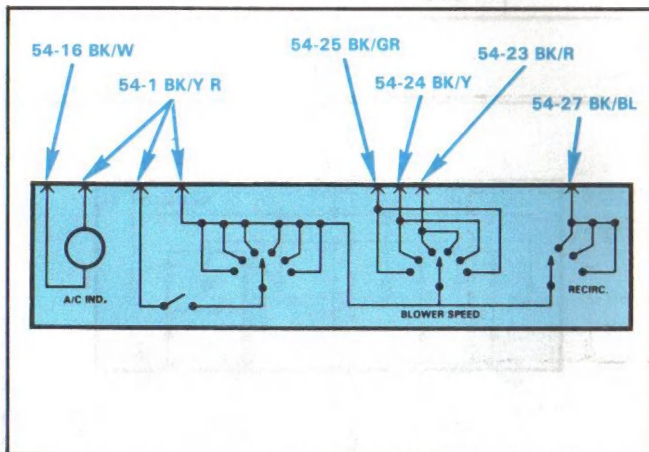 54-16 BK/W
54-1 BK/Y R
54-25 BK/GR
54-24 BK/Y
54-23 BK/R
54-27 BK/BL
A/C IND.
BLOWER SPEED
RECIRC.